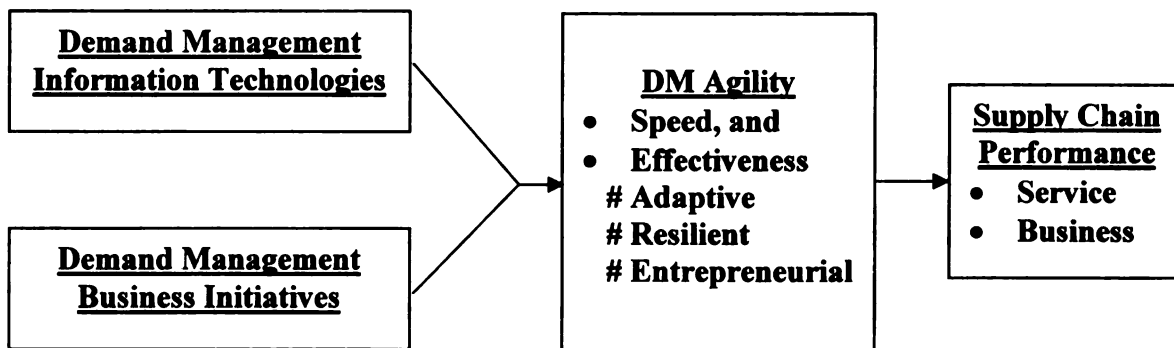 Demand Management
Information Technologies
Demand Management
Business Initiatives
DM Agility
• Speed, and
• Effectiveness
# Adaptive
# Resilient
# Entrepreneurial
Supply Chain
Performance
• Service
• Business